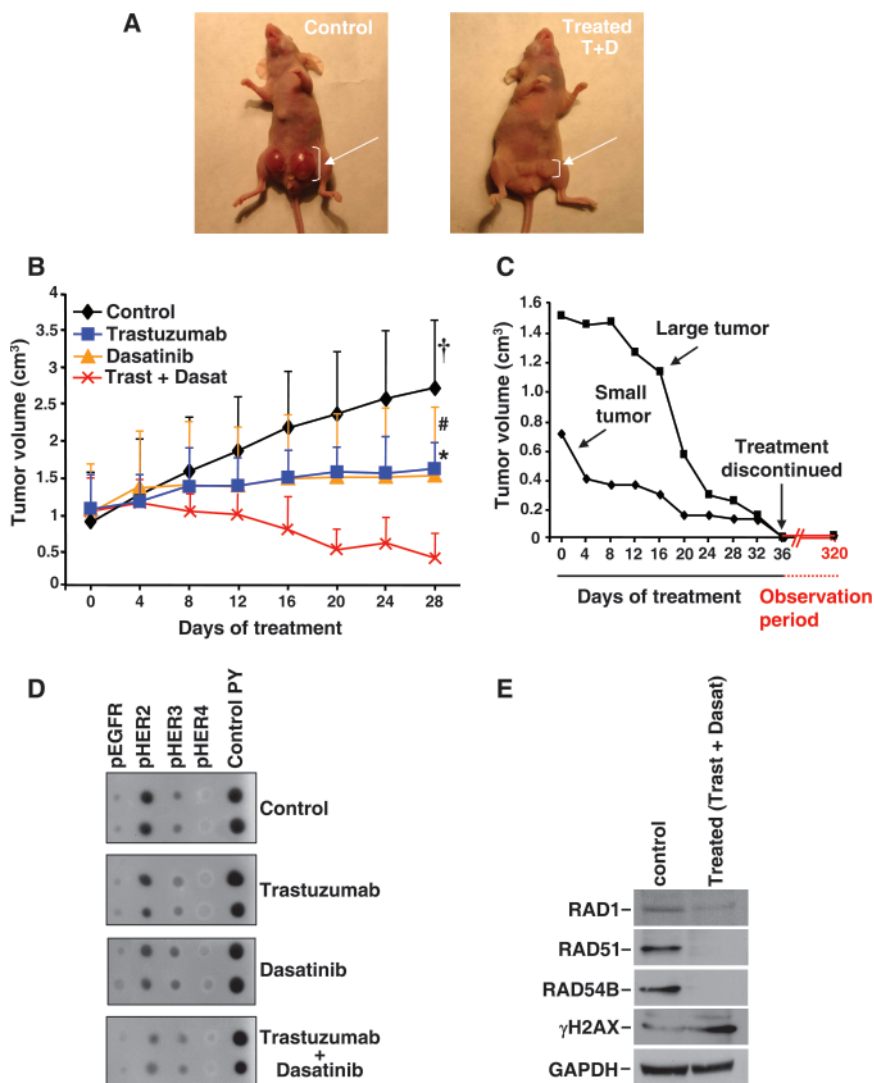 A
Control
Treated
T+D
B
Control
Trastuzumab
Dasatinib
Trast + Dasat
Tumor volume (cm³)
4
3.5
3
2.5
2
1.5
1
0.5
0
†
#
*
0 4 8 12 16 20 24 28
Days of treatment
C
Tumor volume (cm³)
1.6
1.4
1.2
1.0
0.8
0.6
0.4
0.2
0
Large tumor
Small
tumor
Treatment
discontinued
0 4 8 12 16 20 24 28 32 36 320
Days of treatment
Observation
period
D
pEGFR
pHER2
pHER3
pHER4
Control PY
Control
Trastuzumab
Dasatinib
Trastuzumab
+
Dasatinib
E
control
Treated (Trast + Dasat)
RAD1
RAD51
RAD54B
γH2AX
GAPDH